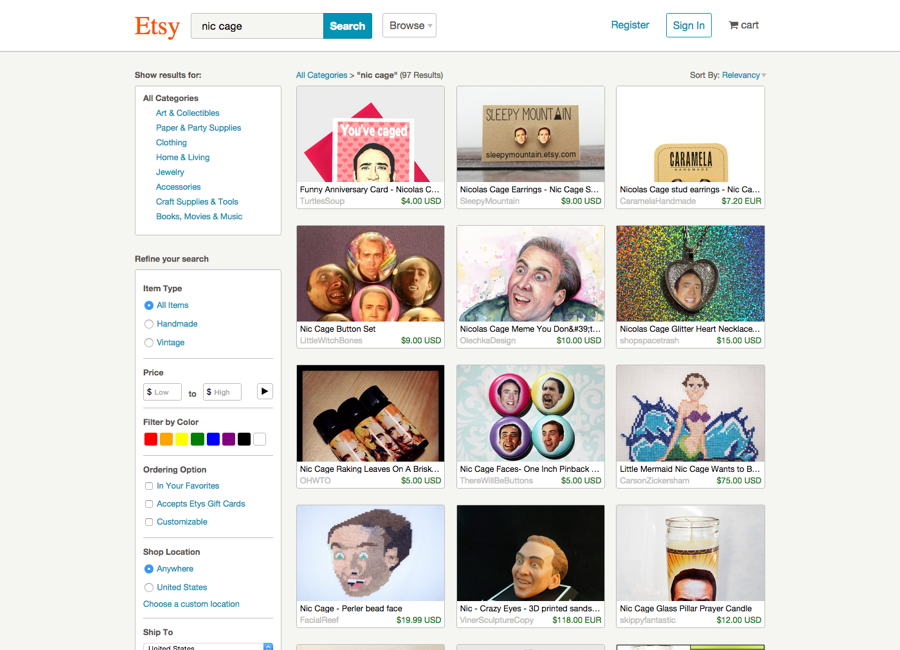 Etsy
nic cage
Search
Browse
Register
Sign In
cart
Show results for:
All Categories
Art & Collectibles
Paper & Party Supplies
Clothing
Home & Living
Jewelry
Accessories
Craft Supplies & Tools
Books, Movies & Music
Refine your search
Item Type
All Items
Handmade
Vintage
Price
$ Low to $ High
Filter by Color
Ordering Option
In Your Favorites
Accepts Etys Gift Cards
Customizable
Shop Location
Anywhere
United States
Choose a custom location
Ship To
United States
All Categories > "nic cage" (97 Results)
Sort By: Relevancy
You've caged
Funny Anniversary Card - Nicolas C...
TurtlesSoup $4.00 USD
SLEEPY MOUNTAIN
sleepymountain.etsy.com
Nicolas Cage Earrings - Nic Cage S...
SleepyMountain $9.00 USD
CARAMELA
HANDMADE
Nicolas Cage stud earrings - Nic Ca...
CaramelaHandmade $7.20 EUR
Nic Cage Button Set
LittleWitchBones $9.00 USD
Nicolas Cage Meme You Don&#39;t...
OlechkaDesign $10.00 USD
Nicolas Cage Glitter Heart Necklace...
shopspacetrash $15.00 USD
Nic Cage Raking Leaves On A Brisk...
OHWTO $5.00 USD
Nic Cage Faces- One Inch Pinback ...
ThereWillBeButtons $5.00 USD
Little Mermaid Nic Cage Wants to B...
CarsonZickersham $75.00 USD
Nic Cage - Perler bead face
FacialReef $19.99 USD
Nic - Crazy Eyes - 3D printed sands...
VinerSculptureCopy $118.00 EUR
Nic Cage Glass Pillar Prayer Candle
skippyfantastic $12.00 USD